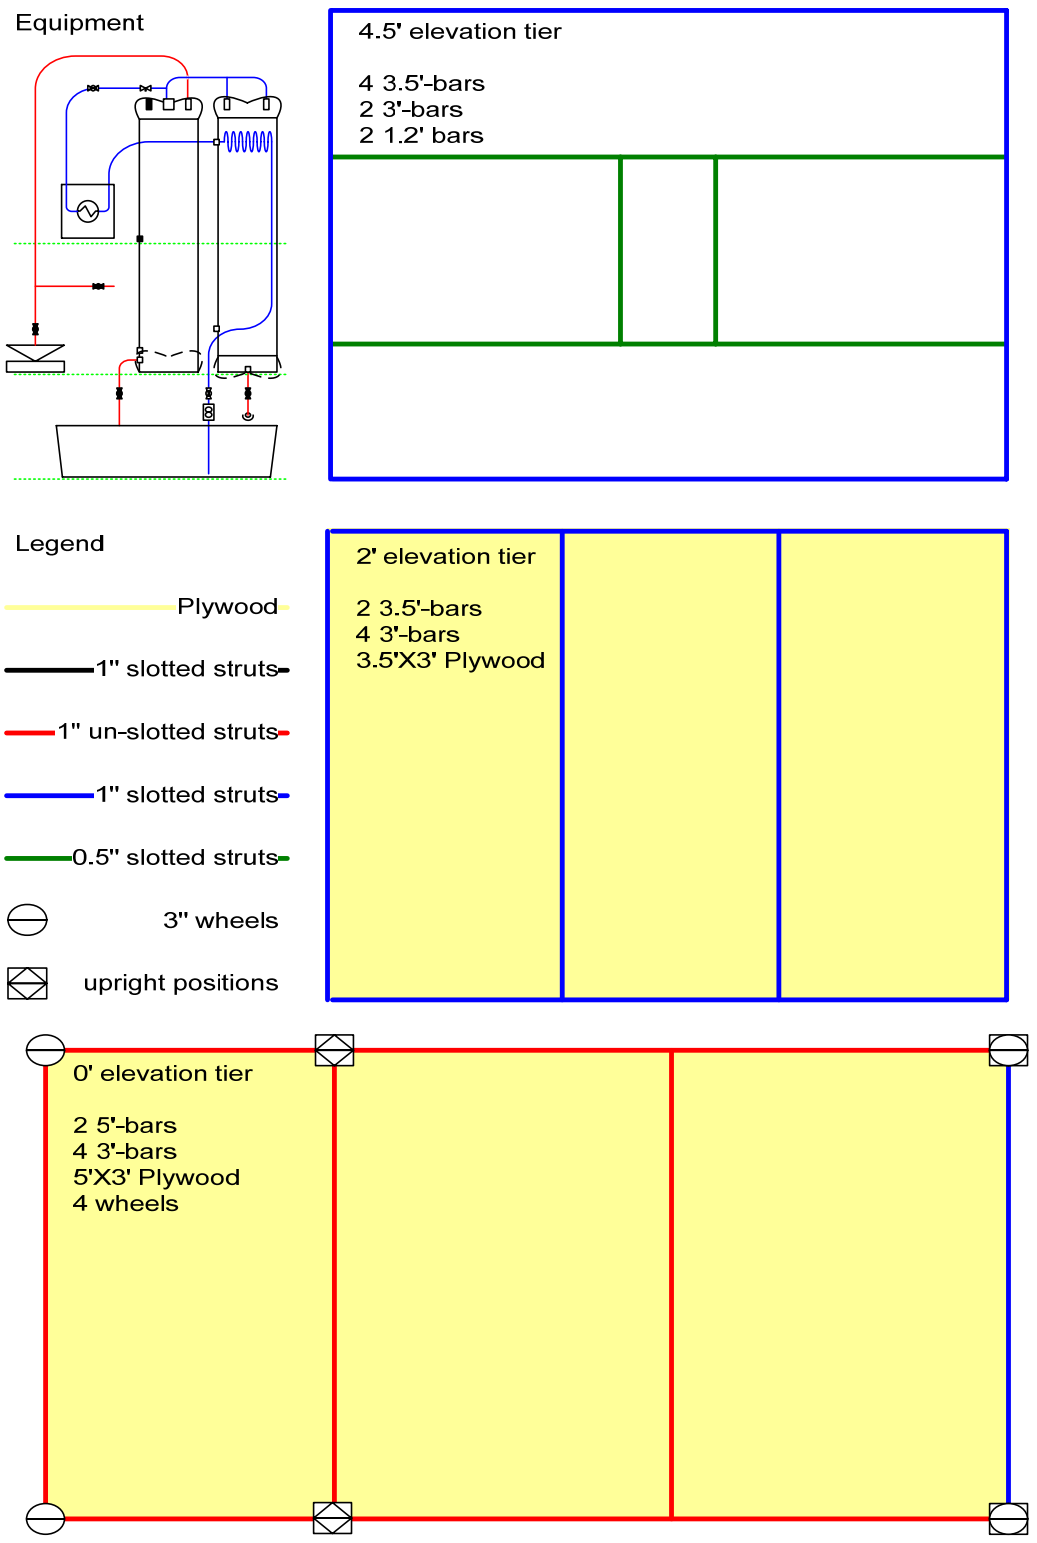 Equipment
4.5' elevation tier
4 3.5'-bars
2 3'-bars
2 1.2' bars
Legend
Plywood
1" slotted struts
1" un-slotted struts
1" slotted struts
0.5" slotted struts
3" wheels
upright positions
2' elevation tier
2 3.5'-bars
4 3'-bars
3.5'X3' Plywood
0' elevation tier
2 5'-bars
4 3'-bars
5'X3' Plywood
4 wheels